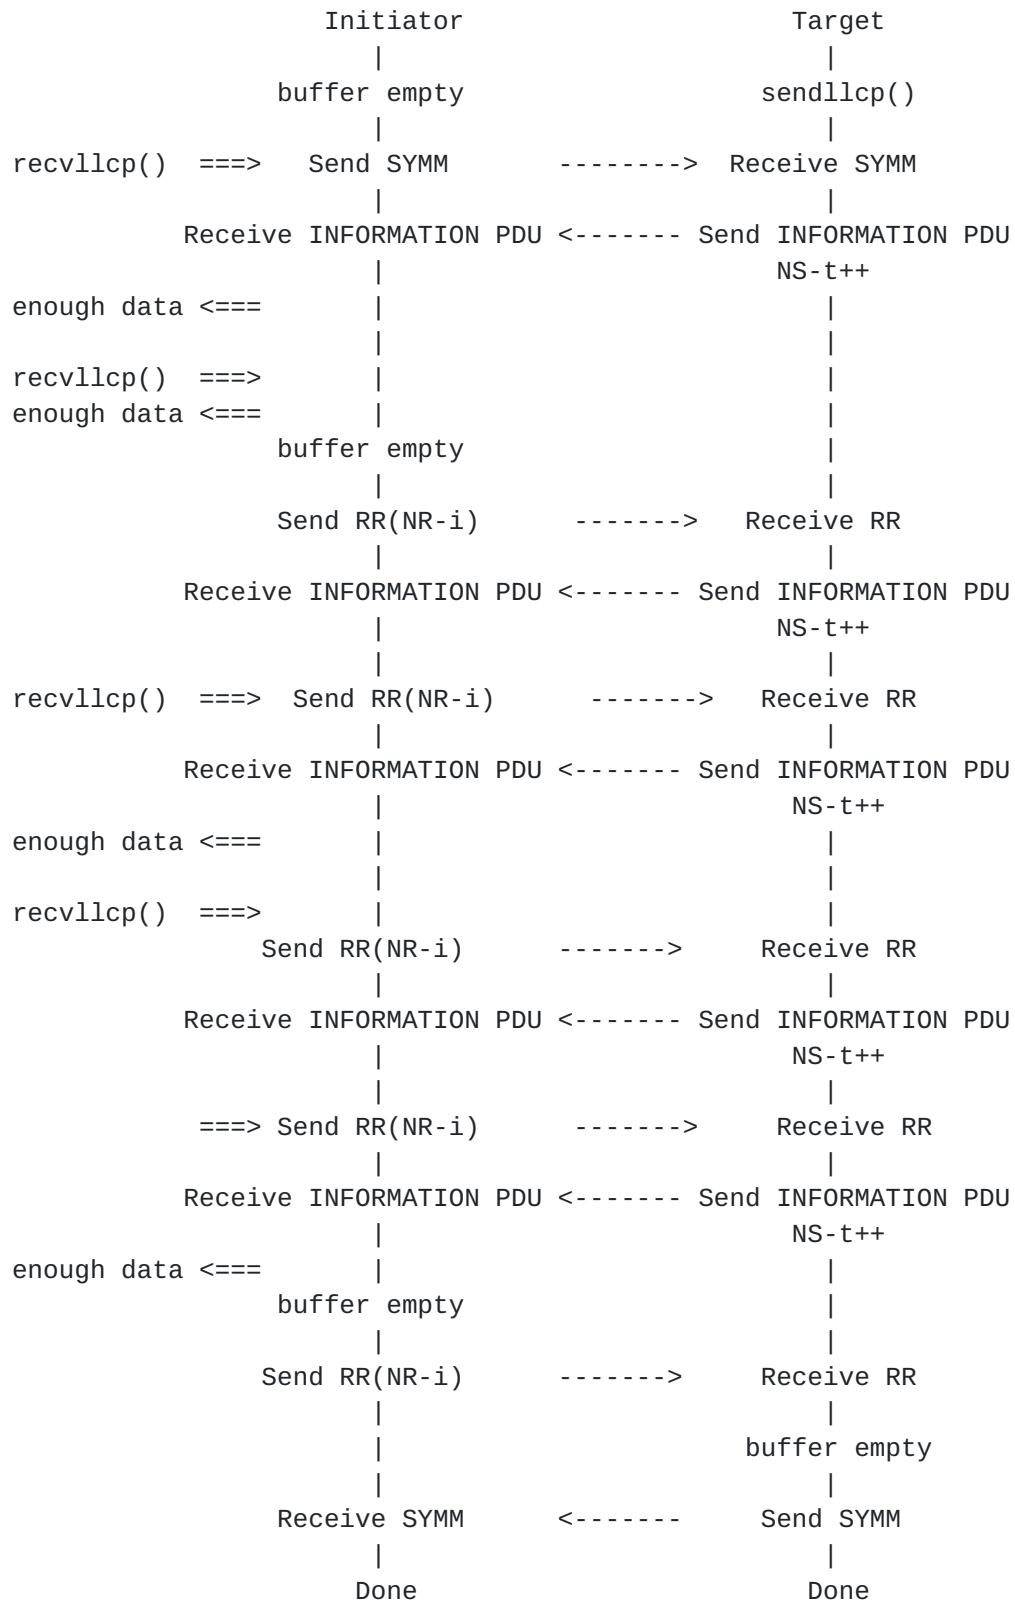 Initiator                     Target
                       |                            |
                 buffer empty                   sendllcp()
                       |                            |
recvllcp()  ===>   Send SYMM       -------->  Receive SYMM
                       |                            |
           Receive INFORMATION PDU <------- Send INFORMATION PDU
                       |                         NS-t++
enough data <===       |                            |
                       |                            |
recvllcp()  ===>       |                            |
enough data <===       |                            |
                 buffer empty                       |
                       |                            |
                 Send RR(NR-i)      ------->   Receive RR
                       |                            |
           Receive INFORMATION PDU <------- Send INFORMATION PDU
                       |                         NS-t++
                       |                            |
recvllcp()  ===>  Send RR(NR-i)      ------->   Receive RR
                       |                            |
           Receive INFORMATION PDU <------- Send INFORMATION PDU
                       |                          NS-t++
enough data <===       |                            |
                       |                            |
recvllcp()  ===>       |                            |
                Send RR(NR-i)      ------->     Receive RR
                       |                            |
           Receive INFORMATION PDU <------- Send INFORMATION PDU
                       |                          NS-t++
                       |                            |
            ===> Send RR(NR-i)      ------->     Receive RR
                       |                            |
           Receive INFORMATION PDU <------- Send INFORMATION PDU
                       |                          NS-t++
enough data <===       |                            |
                 buffer empty                       |
                       |                            |
                Send RR(NR-i)      ------->     Receive RR
                       |                            |
                       |                       buffer empty
                       |                            |
                 Receive SYMM      <-------     Send SYMM
                       |                            |
                      Done                         Done